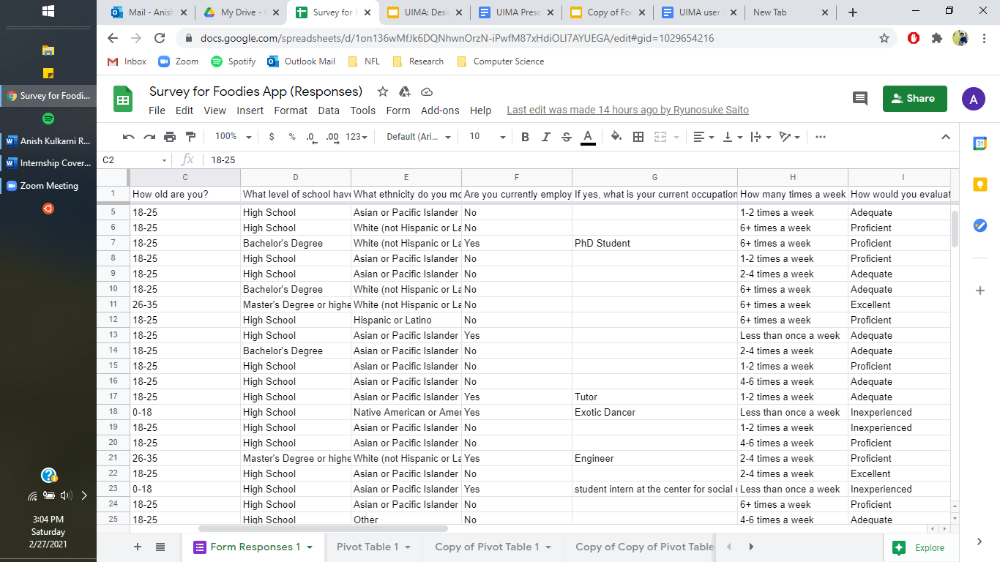 Mail - Anish
My Drive - G
Survey for F
UIMA: Desi
UIMA Prese
Copy of Foo
UIMA user
New Tab
docs.google.com/spreadsheets/d/1on136wMfJk6DQNhwnOrzN-iPwfM87xHdiOLI7AYUEGA/edit#gid=1029654216
Inbox Zoom Spotify Outlook Mail NFL Research Computer Science
Survey for Foodies App (Responses)
File Edit View Insert Format Data Tools Form Add-ons Help Last edit was made 14 hours ago by Ryunosuke Saito
Share
A
100% $ % .0 .00 123 Default (Ari... 10 B I S A
C2 fx 18-25
C D E F G H I
1 How old are you? What level of school have What ethnicity do you mo Are you currently employ If yes, what is your current occupation How many times a week How would you evaluat
5 18-25 High School Asian or Pacific Islander No 1-2 times a week Adequate
6 18-25 High School White (not Hispanic or La No 6+ times a week Proficient
7 18-25 Bachelor's Degree White (not Hispanic or La Yes PhD Student 6+ times a week Proficient
8 18-25 High School Asian or Pacific Islander No 1-2 times a week Proficient
9 18-25 High School Asian or Pacific Islander No 2-4 times a week Adequate
10 18-25 Bachelor's Degree White (not Hispanic or La No 6+ times a week Adequate
11 26-35 Master's Degree or highe White (not Hispanic or La No 6+ times a week Excellent
12 18-25 High School Hispanic or Latino No 6+ times a week Proficient
13 18-25 High School Asian or Pacific Islander Yes Less than once a week Adequate
14 18-25 Bachelor's Degree Asian or Pacific Islander No 2-4 times a week Adequate
15 18-25 High School Asian or Pacific Islander No 1-2 times a week Proficient
16 18-25 High School Asian or Pacific Islander No 4-6 times a week Adequate
17 18-25 High School Asian or Pacific Islander Yes Tutor 1-2 times a week Adequate
18 0-18 High School Native American or Amer Yes Exotic Dancer Less than once a week Inexperienced
19 18-25 High School Asian or Pacific Islander No 1-2 times a week Inexperienced
20 18-25 High School Asian or Pacific Islander No 4-6 times a week Proficient
21 26-35 Master's Degree or highe White (not Hispanic or La Yes Engineer 2-4 times a week Proficient
22 18-25 High School Asian or Pacific Islander No 2-4 times a week Excellent
23 0-18 High School Asian or Pacific Islander Yes student intern at the center for social c Less than once a week Inexperienced
24 18-25 High School Asian or Pacific Islander No 6+ times a week Proficient
25 18-25 High School Other No 4-6 times a week Adequate
Form Responses 1 Pivot Table 1 Copy of Pivot Table 1 Copy of Copy of Pivot Table
Explore
31
Survey for Foodi...
Anish Kulkarni R...
Internship Cover...
Zoom Meeting
3:04 PM
Saturday
2/27/2021